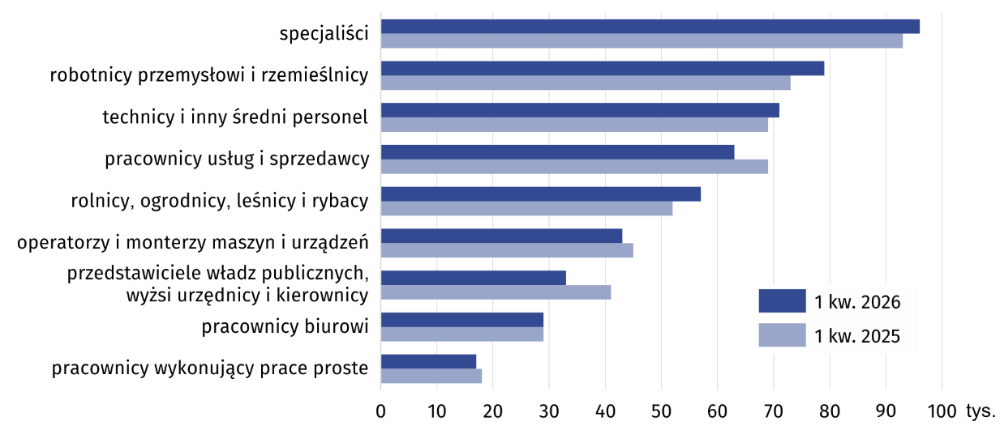 specjaliści
robotnicy przemysłowi i rzemieślnicy
technicy i inny średni personel
pracownicy usług i sprzedawcy
rolnicy, ogrodnicy, leśnicy i rybacy
operatorzy i monterzy maszyn i urządzeń
przedstawiciele władz publicznych,
wyżsi urzędnicy i kierownicy
pracownicy biurowi
pracownicy wykonujący prace proste
1 kw. 2026
1 kw. 2025
0 10 20 30 40 50 60 70 80 90 100 tys.